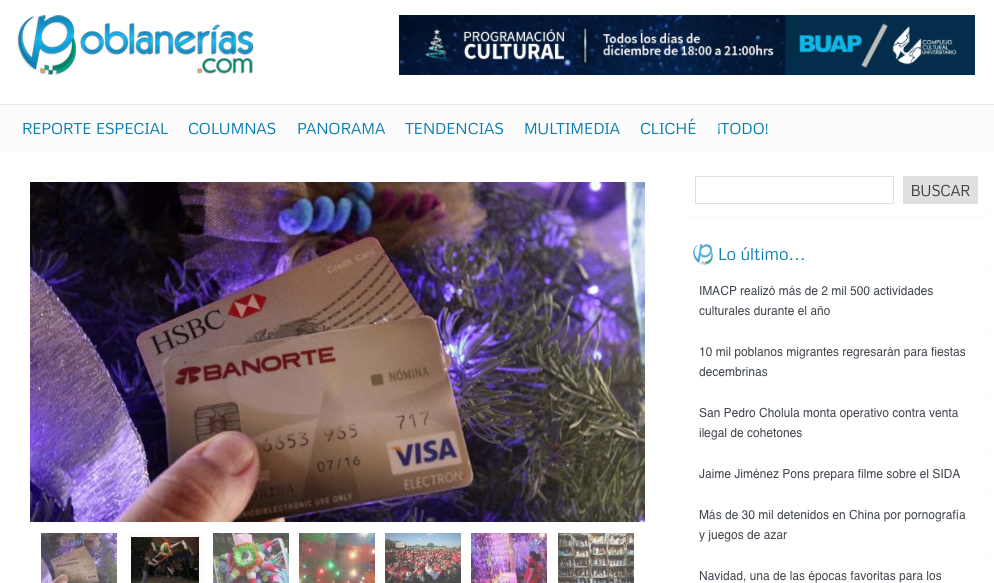 Poblanerías
.com
PROGRAMACIÓN
CULTURAL
Todos los días de
diciembre de 18:00 a 21:00hrs
BUAP
COMPLEJO
CULTURAL
UNIVERSITARIO
REPORTE ESPECIAL COLUMNAS PANORAMA TENDENCIAS MULTIMEDIA CLICHÉ ¡TODO!
BUSCAR
Credit Card
HSBC
BANORTE
NÓMINA
6653 965 717
07/16
VISA
ELECTRON
ELECTRONIC USE ONLY
Lo último…
IMACP realizó más de 2 mil 500 actividades
culturales durante el año
10 mil poblanos migrantes regresarán para fiestas
decembrinas
San Pedro Cholula monta operativo contra venta
ilegal de cohetones
Jaime Jiménez Pons prepara filme sobre el SIDA
Más de 30 mil detenidos en China por pornografía
y juegos de azar
Navidad, una de las épocas favoritas para los